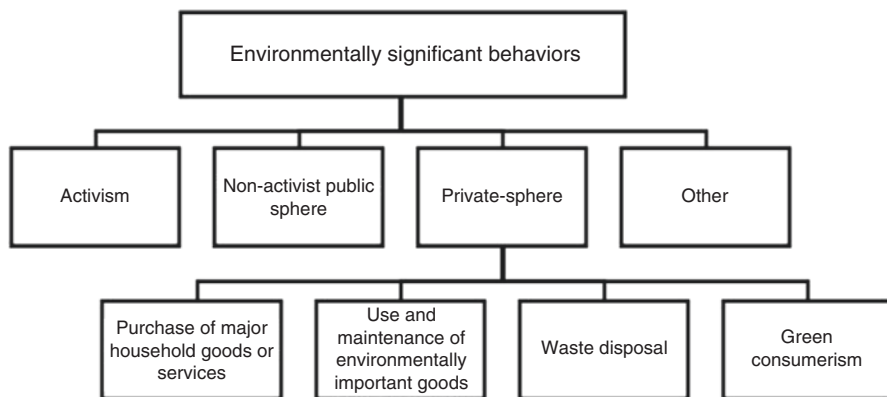 Environmentally significant behaviors
Activism
Non-activist public
sphere
Private-sphere
Other
Purchase of major
household goods or
services
Use and
maintenance of
environmentally
important goods
Waste disposal
Green
consumerism